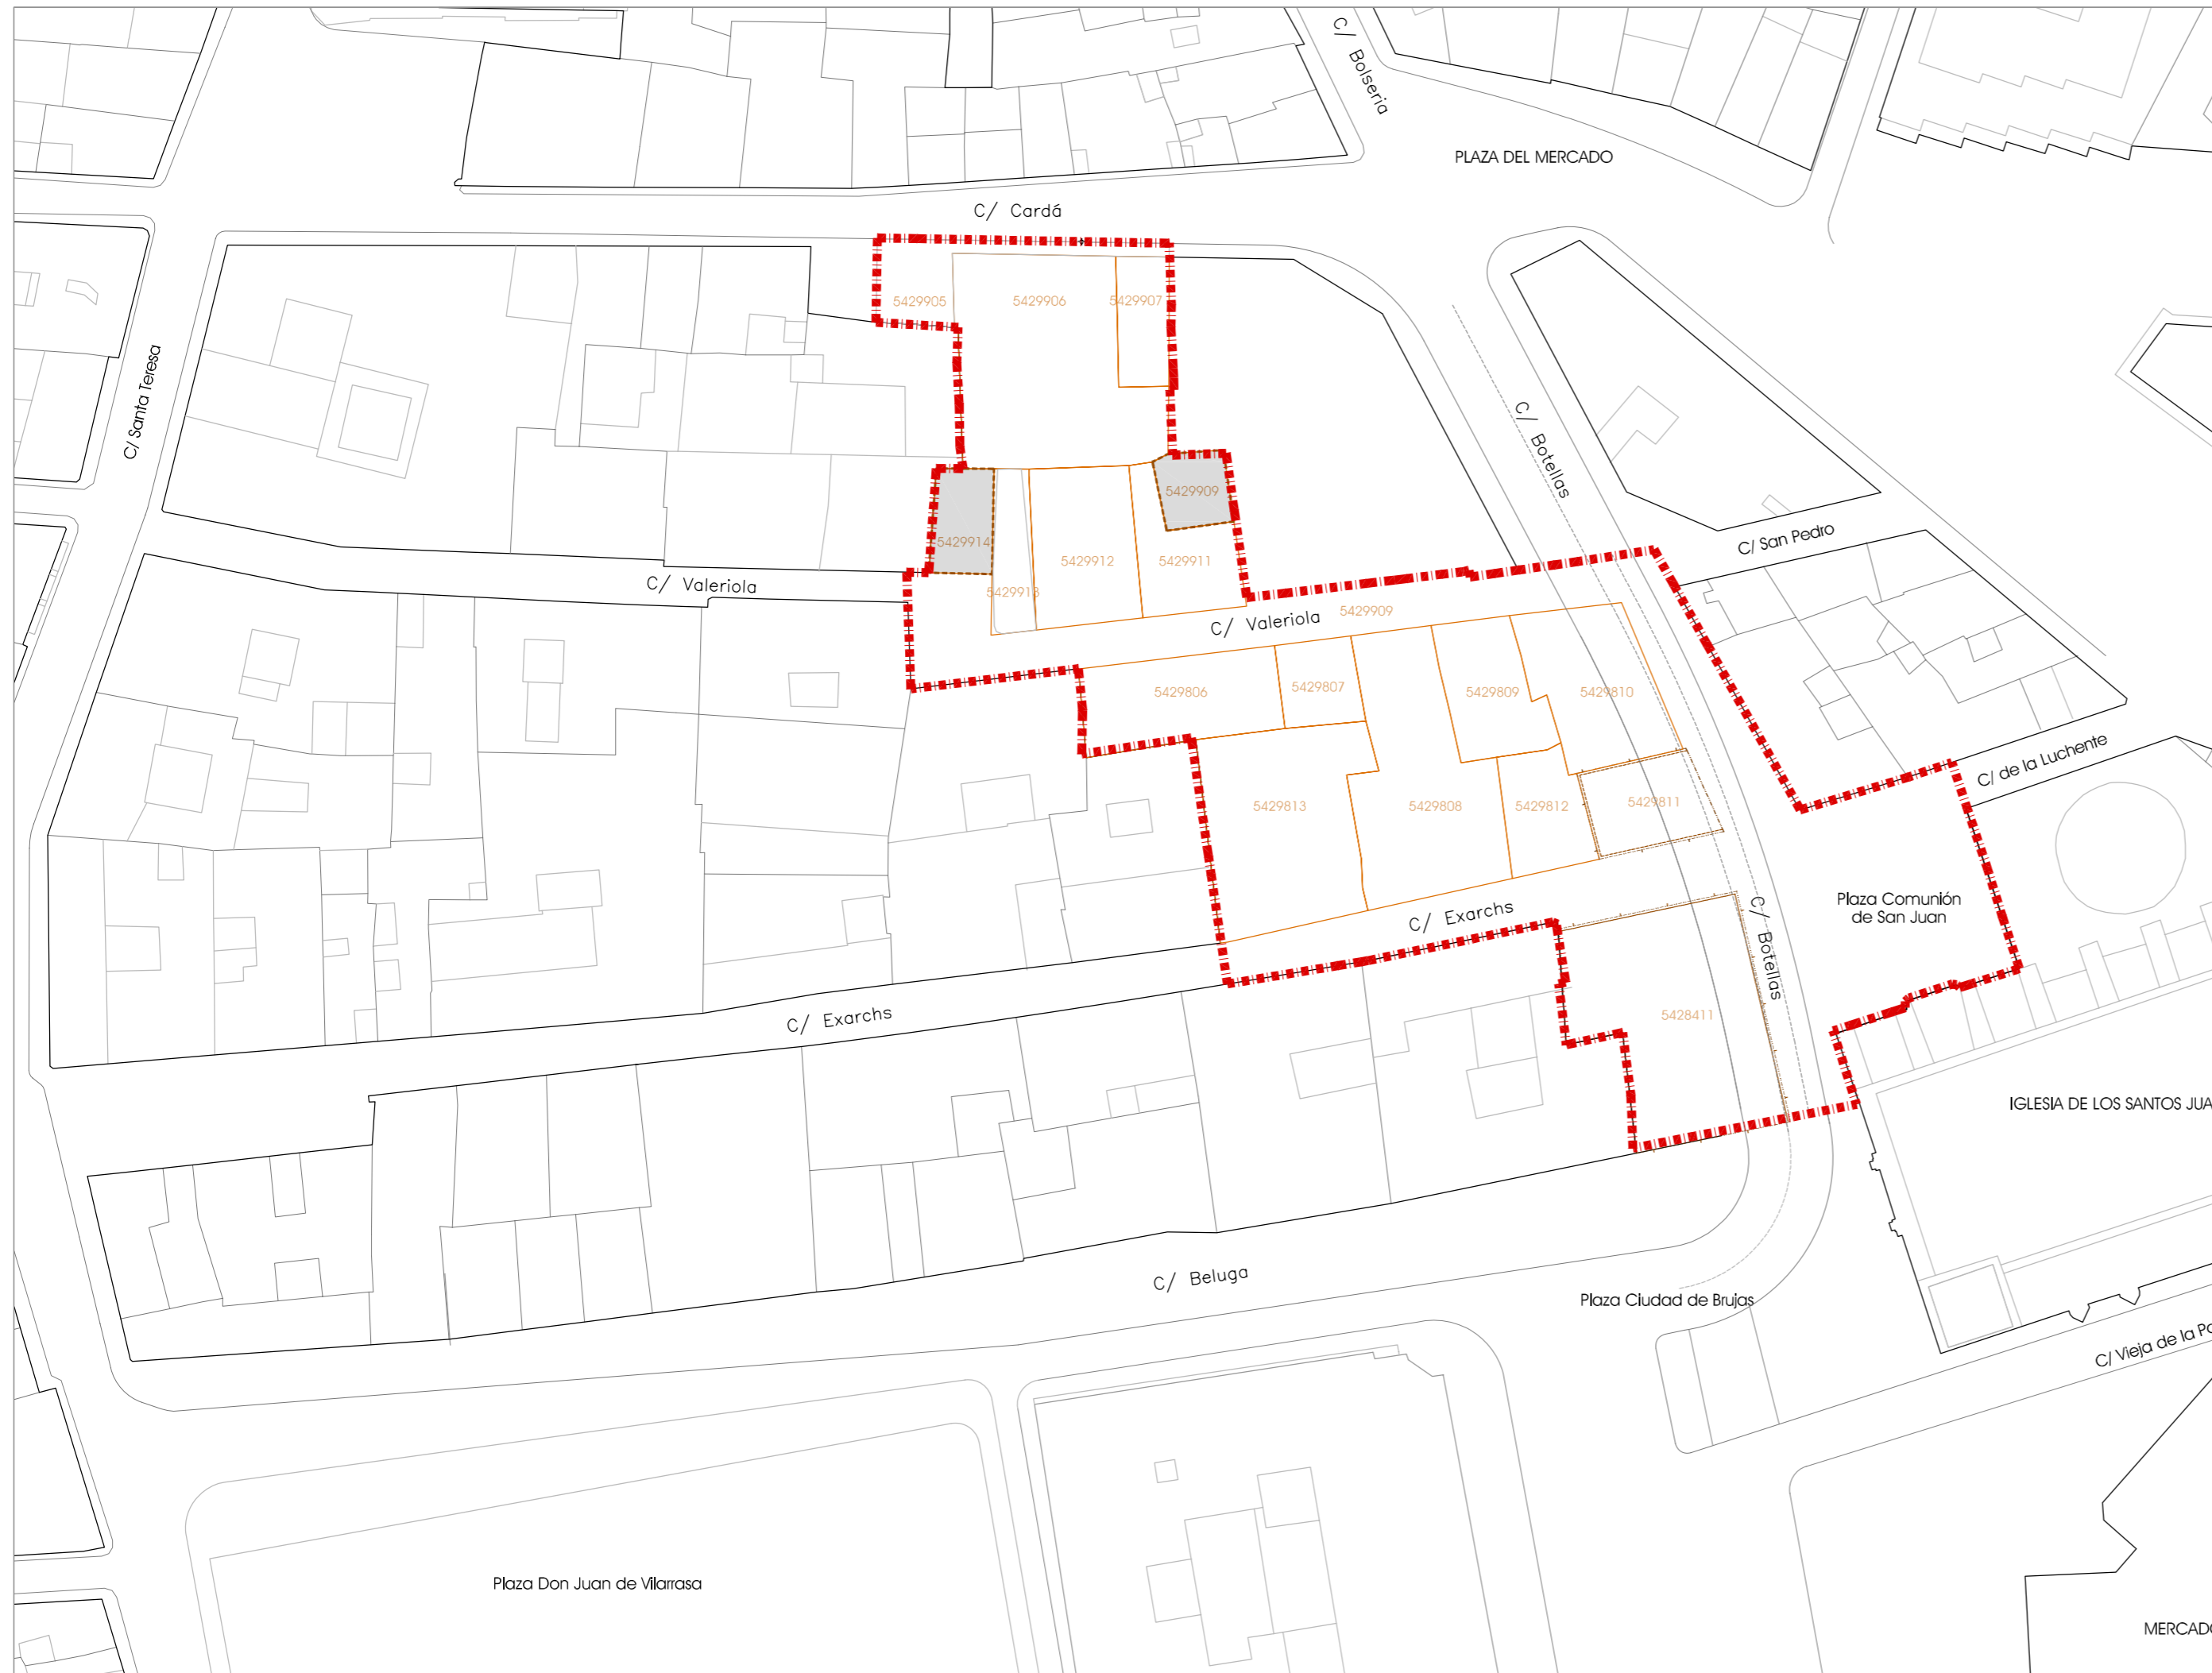 C/ Bolseria
PLAZA DEL MERCADO
C/ Cardá
5429905
5429906
5429907
C/ Santa Teresa
C/ Botellas
5429909
5429914
C/ San Pedro
5429912
5429911
C/ Valeriola
5429913
5429909
C/ Valeriola
5429806
5429807
5429809
5429810
C/ de la Luchente
5429813
5429808
5429812
5429811
Plaza Comunión
de San Juan
C/ Exarchs
C/ Botellas
C/ Exarchs
5428411
IGLESIA DE LOS SANTOS JUA
C/ Beluga
Plaza Ciudad de Brujas
C/ Vieja de la Pa
Plaza Don Juan de Vilarrasa
MERCADO